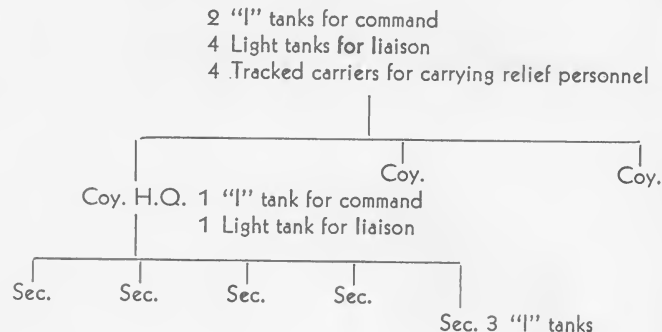 2 "I" tanks for command
4 Light tanks for liaison
4 Tracked carriers for carrying relief personnel
Coy.
Coy.
Coy. H.Q. 1 "I" tank for command
1 Light tank for liaison
Sec.
Sec.
Sec.
Sec.
Sec. 3 "I" tanks